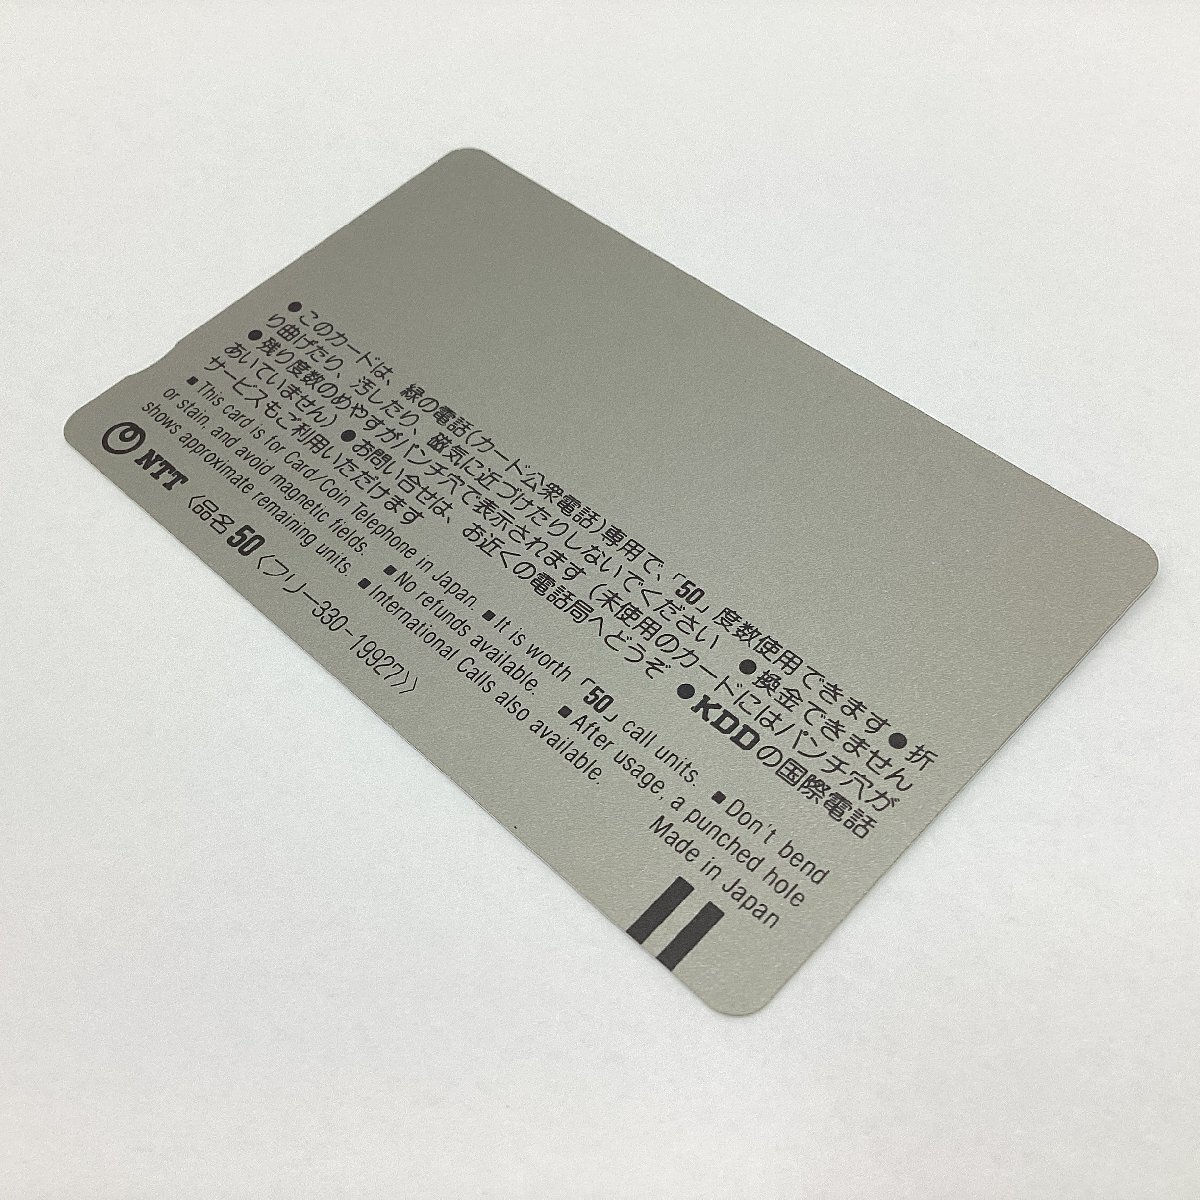 ●このカードは、緑の電話(カード公衆電話)専用で、「50」度数使用できます●折
り曲げたり、汚したり、磁気に近づけたりしないでください ●換金できません
●残り度数のめやすがパンチ穴で表示されます(未使用のカードにはパンチ穴が
あいていません)●お問い合せは、お近くの電話局へどうぞ ●KDDの国際電話
サービスもご利用いただけます
■This card is for Card/Coin Telephone in Japan. ■It is worth「50」call units. ■Don't bend
or stain, and avoid magnetic fields. ■No refunds available. ■After usage, a punched hole
shows approximate remaining units. ■International Calls also available. Made in Japan
NTT 〈品名50〈フリー330-19927〉〉